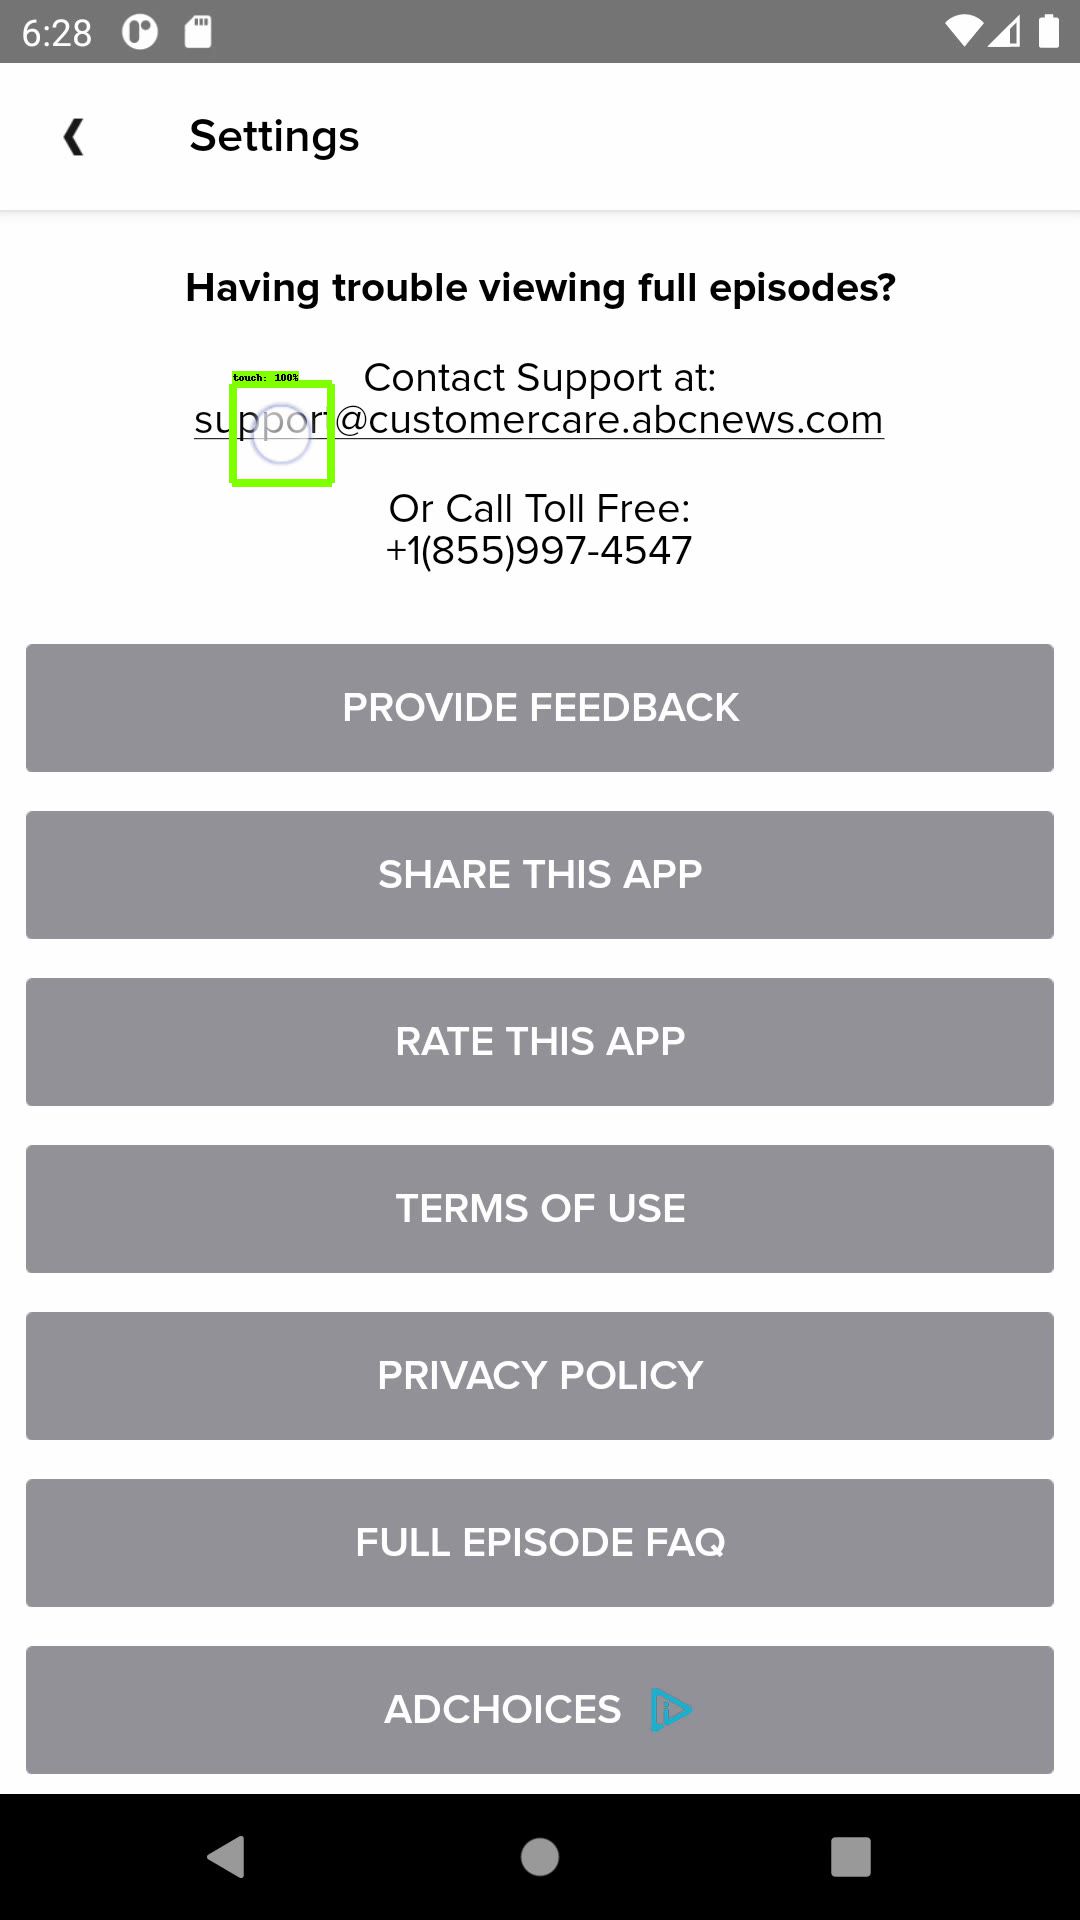 6:28
Settings
Having trouble viewing full episodes?
Contact Support at:
touch: 100%
support@customercare.abcnews.com
Or Call Toll Free:
+1(855)997-4547
PROVIDE FEEDBACK
SHARE THIS APP
RATE THIS APP
TERMS OF USE
PRIVACY POLICY
FULL EPISODE FAQ
ADCHOICES